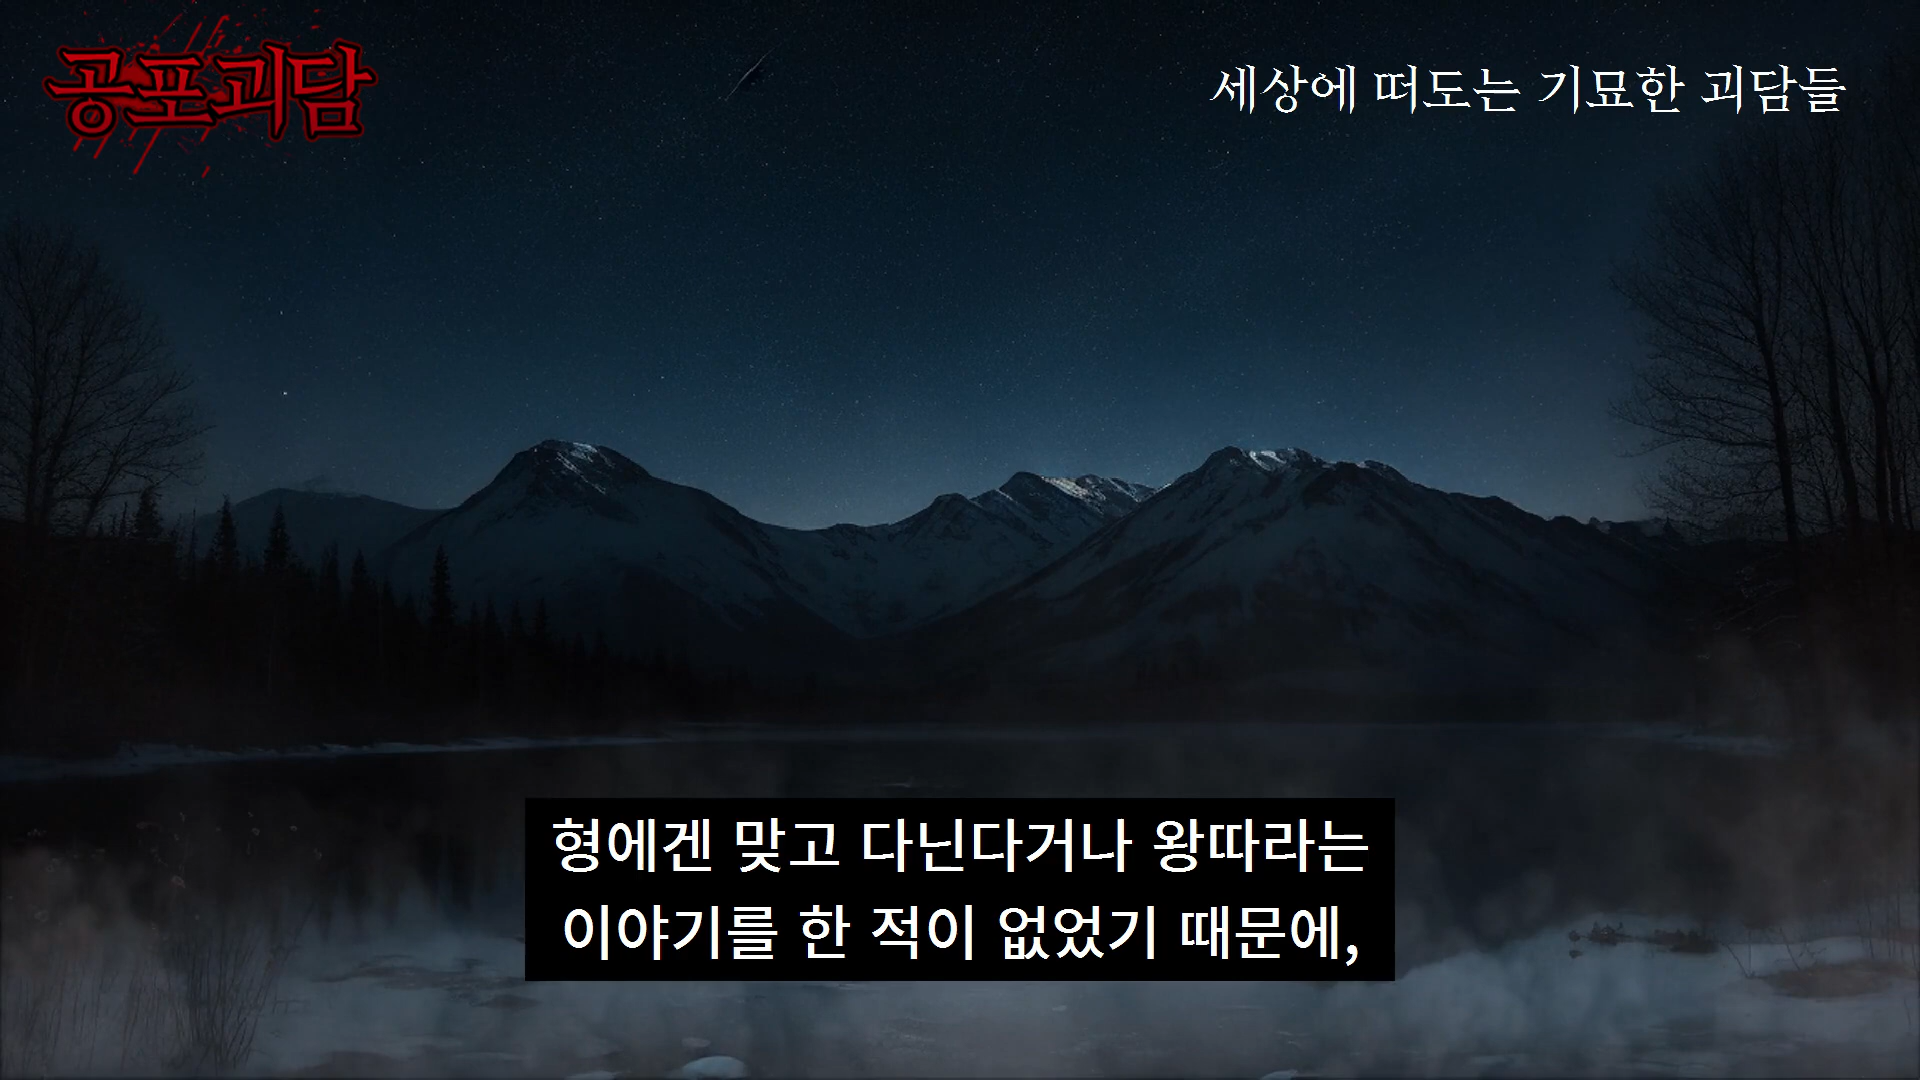 공포괴담
세상에 떠도는 기묘한 괴담들
형에겐 맞고 다닌다거나 왕따라는
이야기를 한 적이 없었기 때문에,